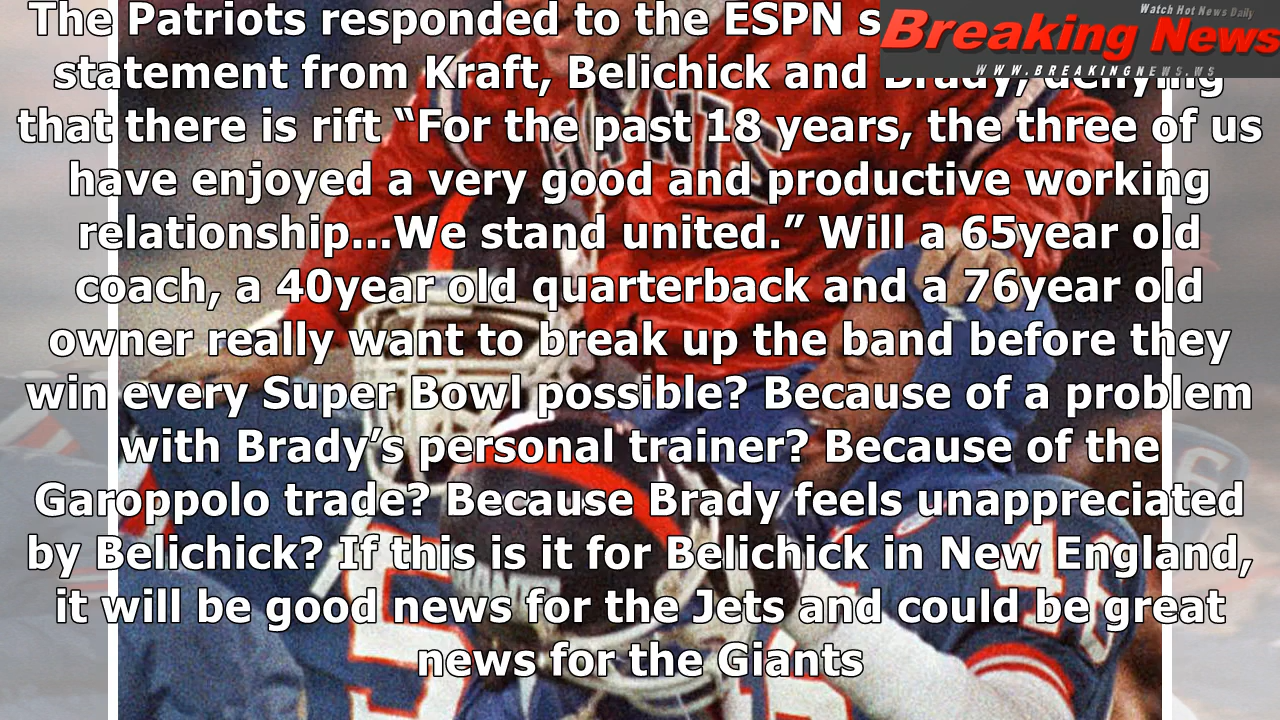 The Patriots responded to the ESPN s
Watch Hot News Daily
Breaking News
WWW.BREAKINGNEWS.WS
statement from Kraft, Belichick and Brady, denying
that there is rift “For the past 18 years, the three of us
have enjoyed a very good and productive working
relationship...We stand united.” Will a 65year old
coach, a 40year old quarterback and a 76year old
owner really want to break up the band before they
win every Super Bowl possible? Because of a problem
with Brady’s personal trainer? Because of the
Garoppolo trade? Because Brady feels unappreciated
by Belichick? If this is it for Belichick in New England,
it will be good news for the Jets and could be great
news for the Giants
GIANTS
48